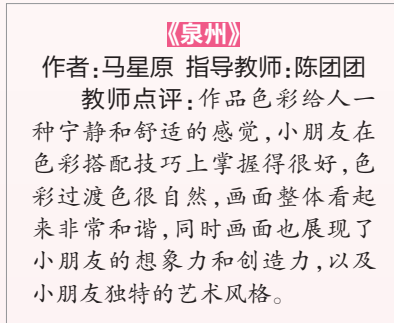 《泉州》
作者:马星原 指导教师:陈团团
教师点评:作品色彩给人一
种宁静和舒适的感觉,小朋友在
色彩搭配技巧上掌握得很好,色
彩过渡色很自然,画面整体看起
来非常和谐,同时画面也展现了
小朋友的想象力和创造力,以及
小朋友独特的艺术风格。